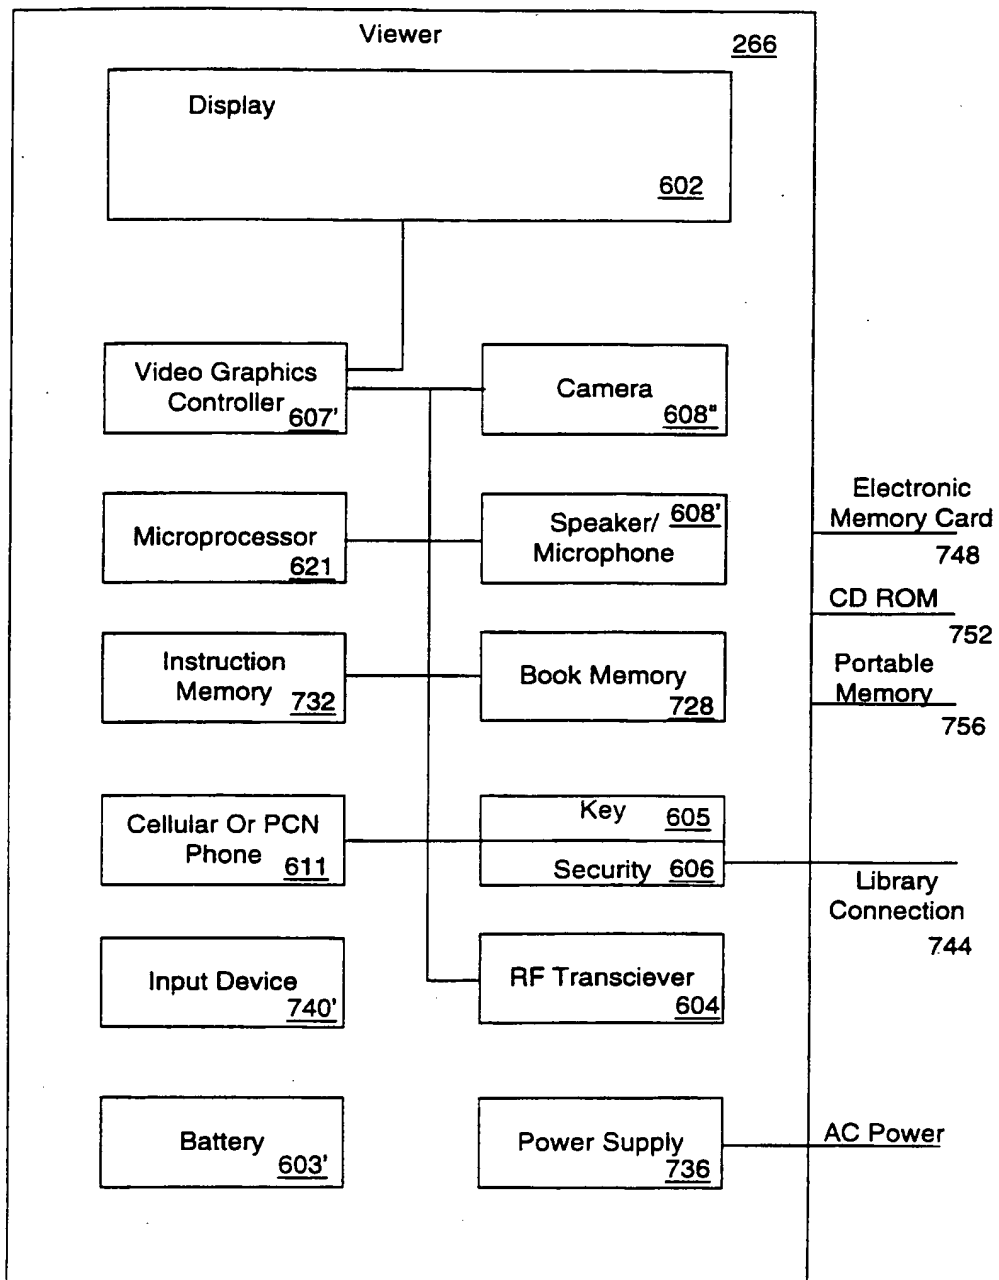 Viewer
266
Display
602
Video Graphics
Controller
607'
Camera
608"
Microprocessor
621
Speaker/
Microphone
608'
Electronic
Memory Card
748
CD ROM
752
Instruction
Memory
732
Book Memory
728
Portable
Memory
756
Cellular Or PCN
Phone
611
Key
605
Security
606
Library
Connection
744
Input Device
740'
RF Transciever
604
Battery
603'
Power Supply
736
AC Power